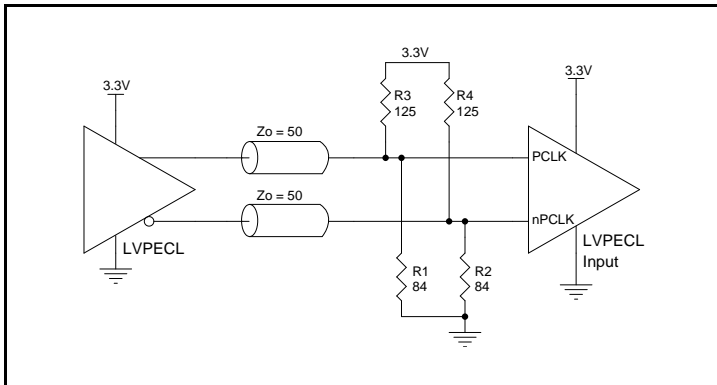 3.3V
3.3V
3.3V
R3
125
R4
125
Zo = 50
PCLK
Zo = 50
nPCLK
LVPECL
LVPECL
Input
R1
84
R2
84